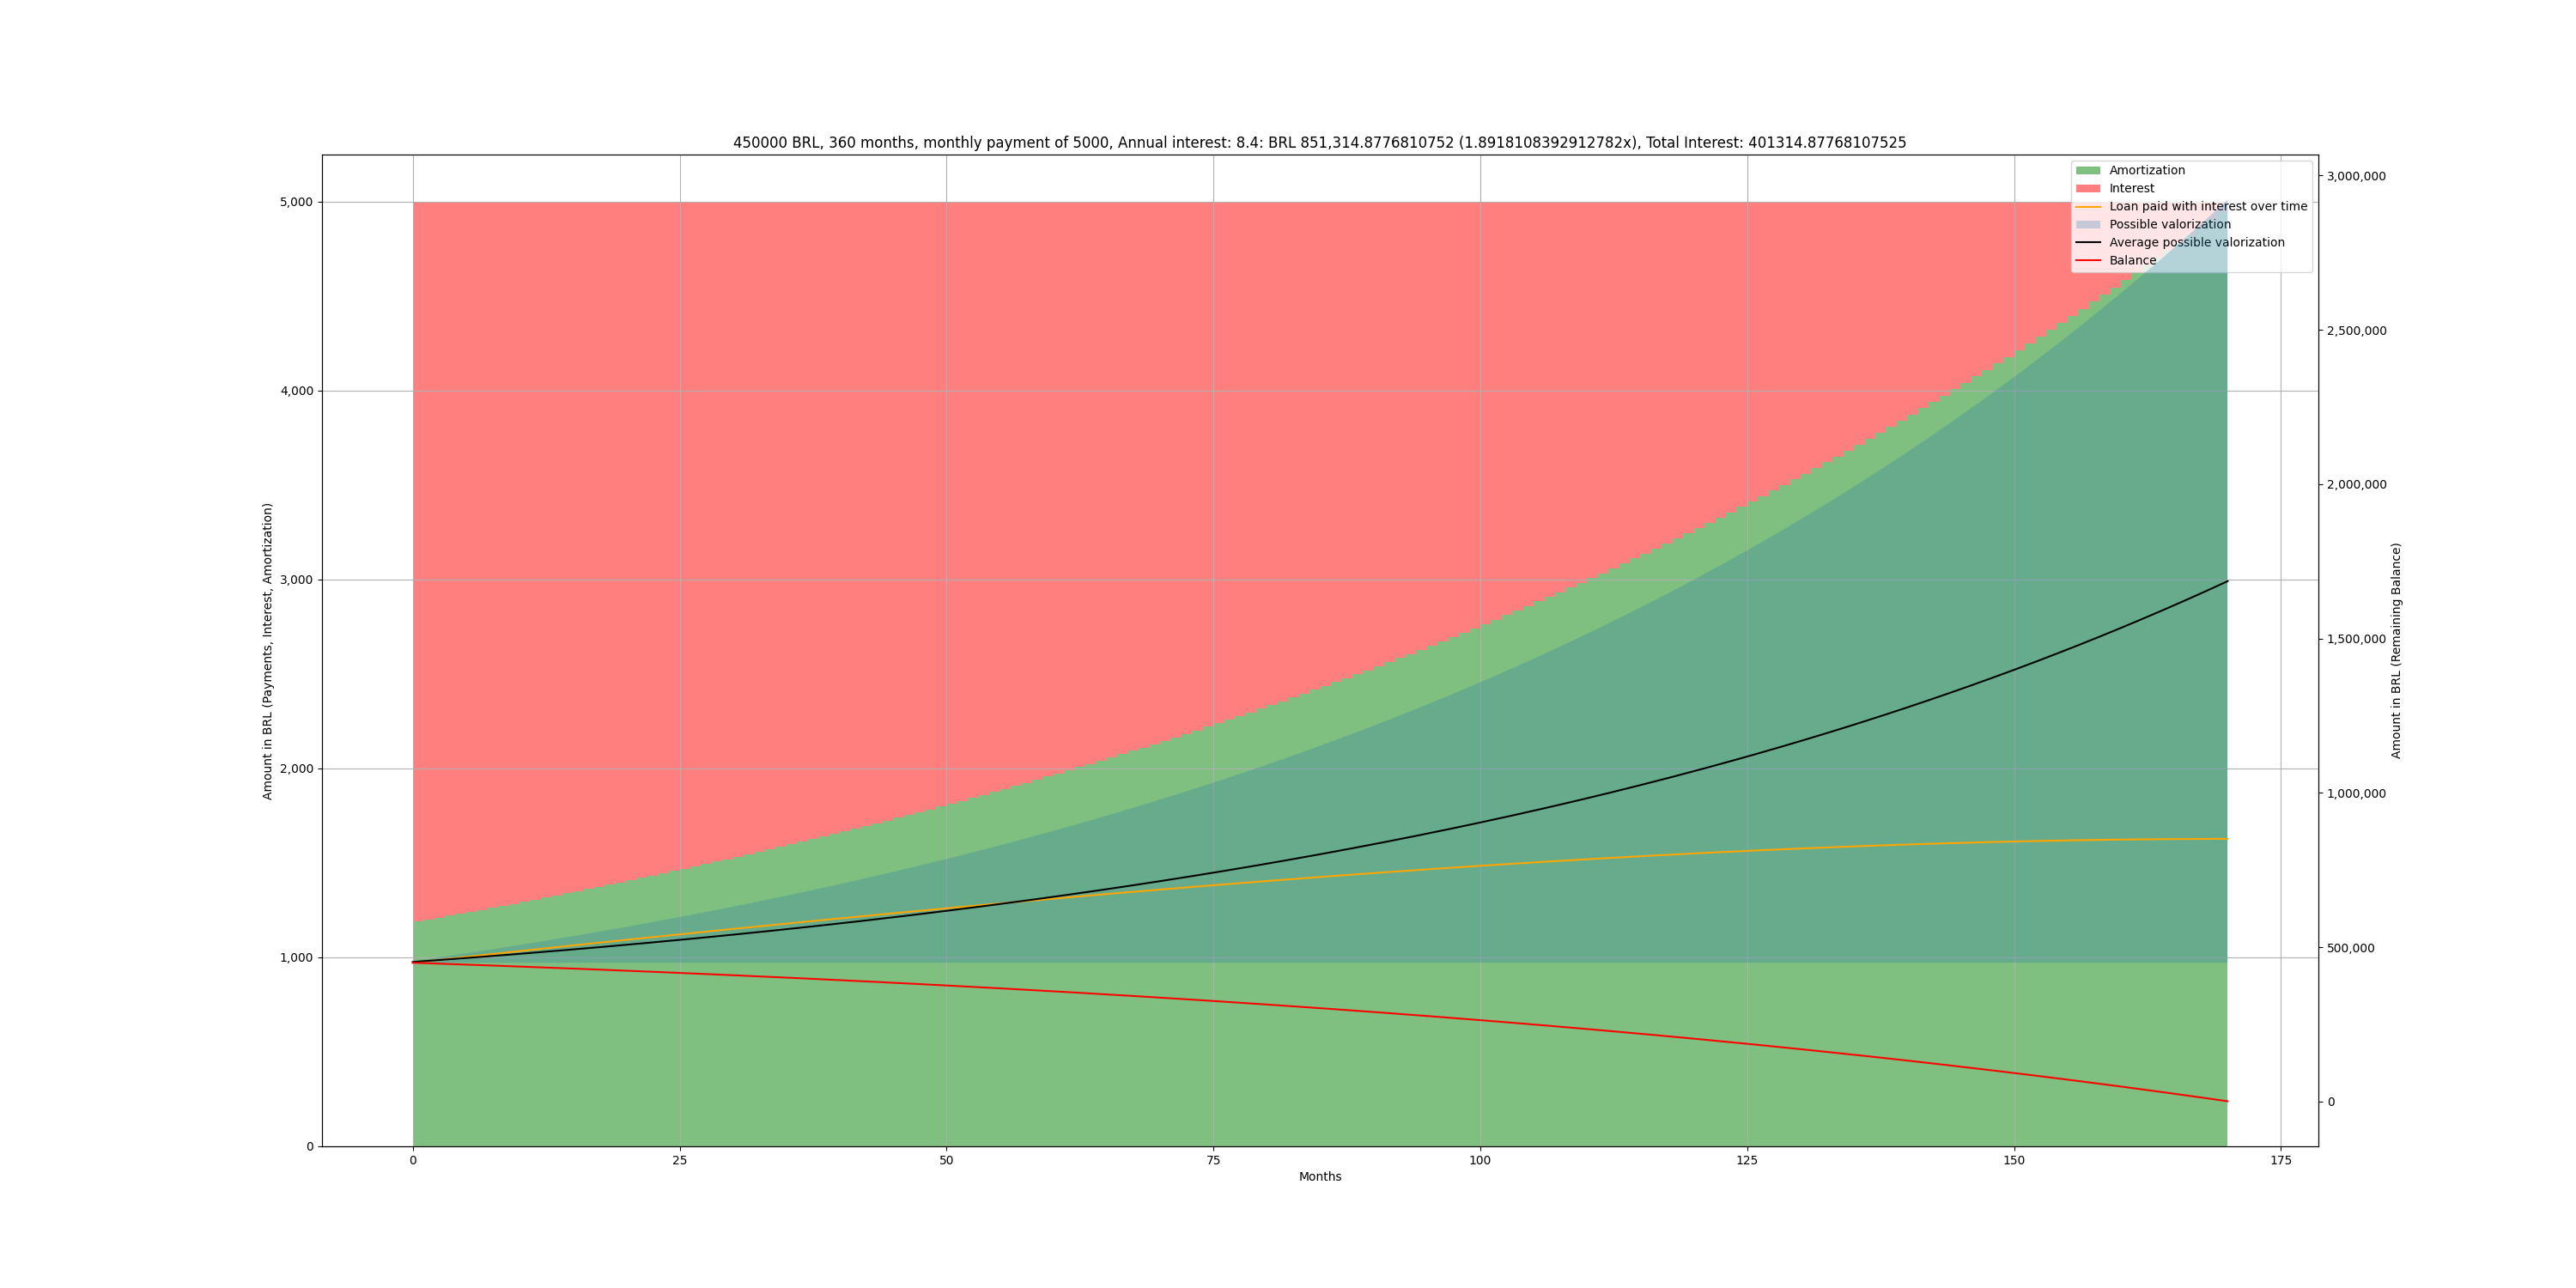 450000 BRL, 360 months, monthly payment of 5000, Annual interest: 8.4: BRL 851,314.8776810752 (1.8918108392912782x), Total Interest: 401314.87768107525
Amortization
Interest
Loan paid with interest over time
Possible valorization
Average possible valorization
Balance
Amount in BRL (Payments, Interest, Amortization)
5,000
4,000
3,000
2,000
1,000
0
3,000,000
2,500,000
2,000,000
1,500,000
1,000,000
500,000
0
Amount in BRL (Remaining Balance)
0 25 50 75 100 125 150 175
Months